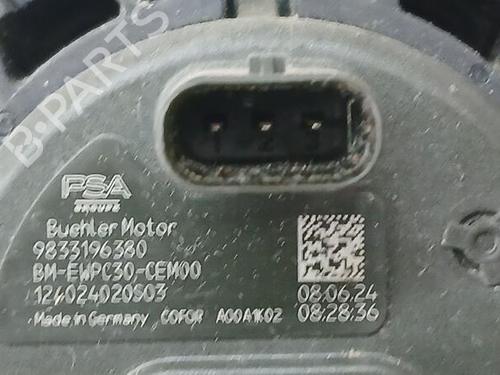 B-PARTS
1 2 3
PSA
GROUPE
Buehler Motor
9833196380
BM-EWPC30-CEM00
124024020S03
08.06.24
Made in Germany COFOR A00A1K02
08:28:36